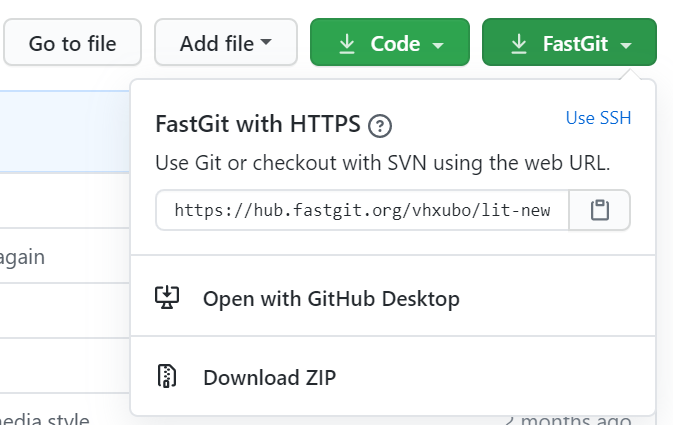 Go to file
Add file
Code
FastGit
FastGit with HTTPS
Use SSH
Use Git or checkout with SVN using the web URL.
https://hub.fastgit.org/vhxubo/lit-new
again
Open with GitHub Desktop
Download ZIP
media style
2 months ago